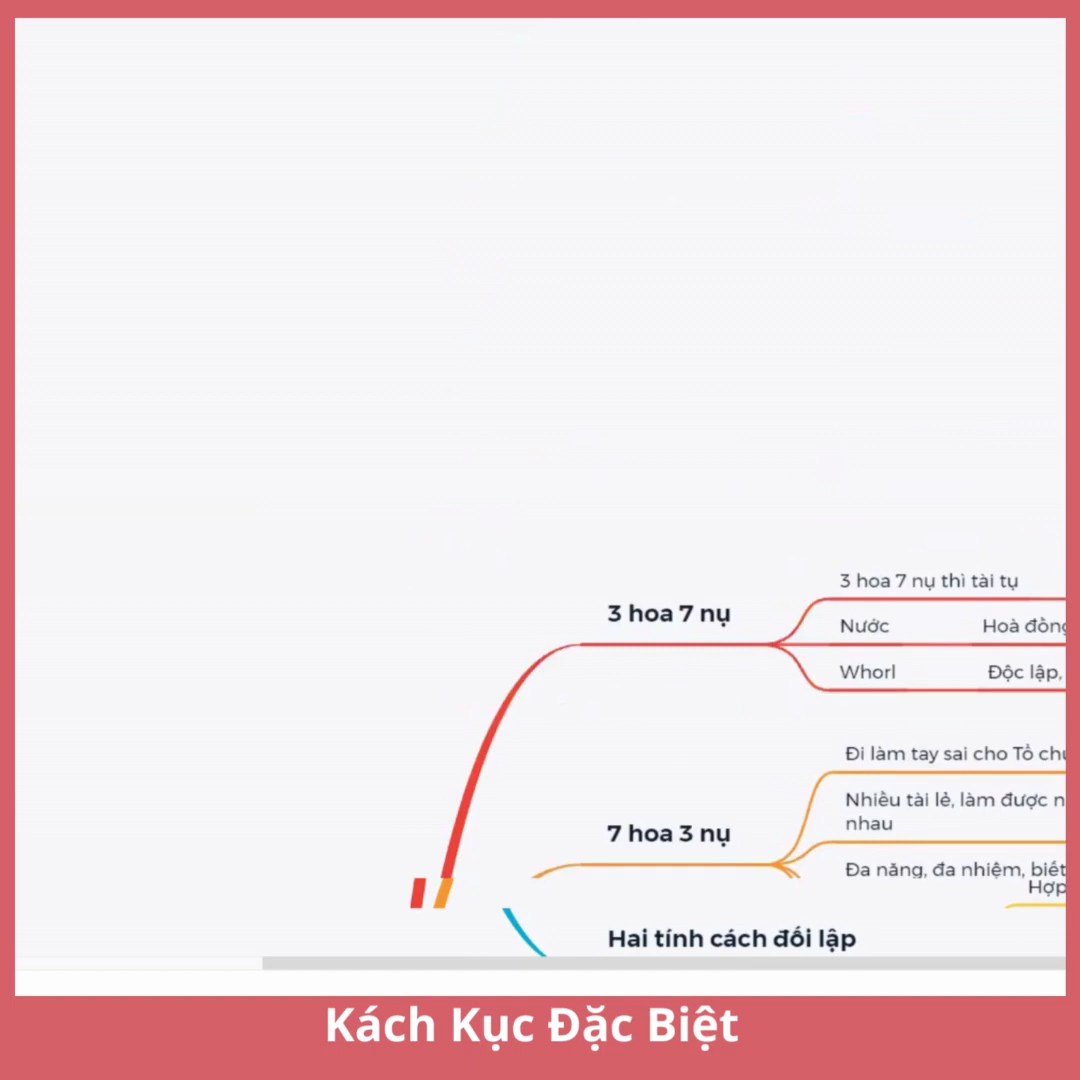 3 hoa 7 nụ thì tài tụ
3 hoa 7 nụ
Nước Hoà đồng
Whorl Độc lập,
Đi làm tay sai cho Tổ
Nhiều tài lẻ, làm được
nhau
7 hoa 3 nụ
Đa năng, đa nhiệm, biết
Hợp
Hai tính cách đối lập
Kách Kục Đặc Biệt